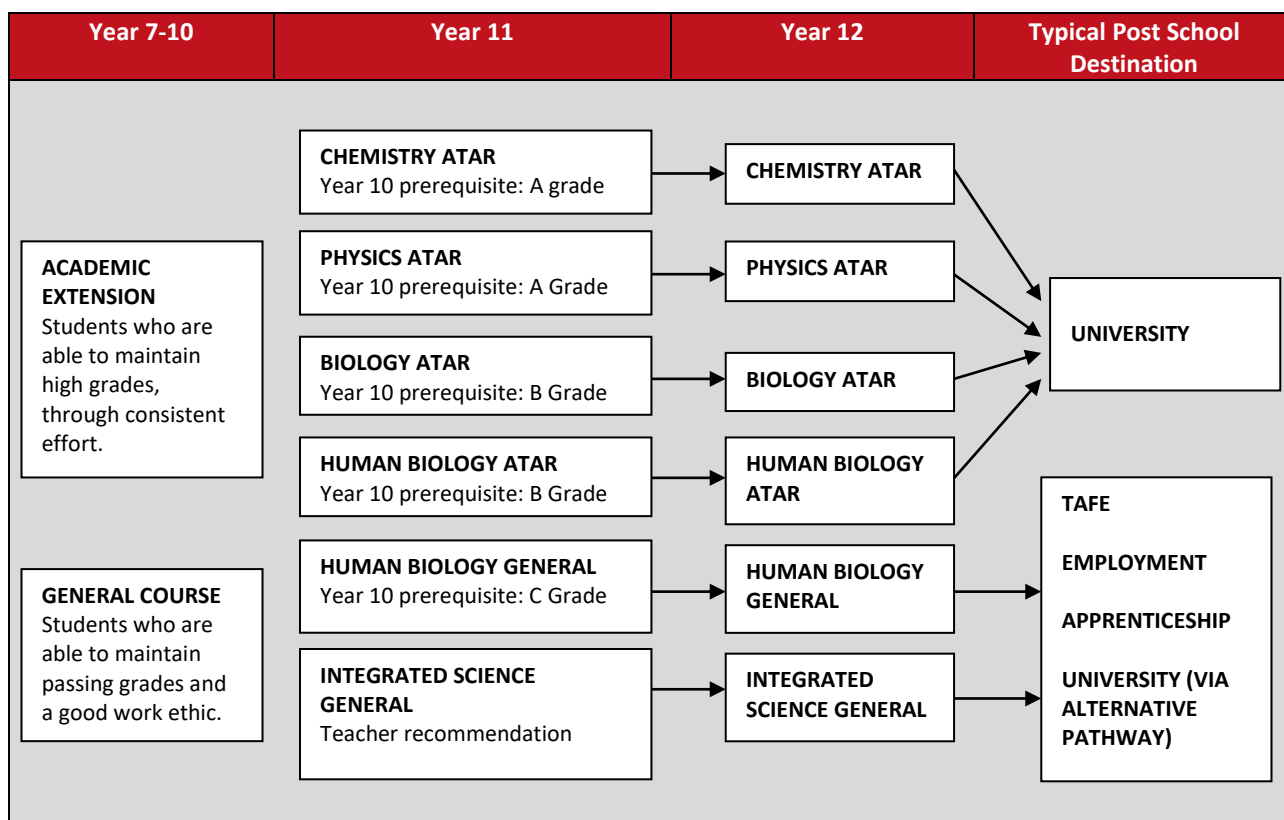 Year 7-10
Year 11
Year 12
Typical Post School
Destination
ACADEMIC
EXTENSION
Students who are
able to maintain
high grades,
through consistent
effort.
GENERAL COURSE
Students who are
able to maintain
passing grades and
a good work ethic.
CHEMISTRY ATAR
Year 10 prerequisite: A grade
PHYSICS ATAR
Year 10 prerequisite: A Grade
BIOLOGY ATAR
Year 10 prerequisite: B Grade
HUMAN BIOLOGY ATAR
Year 10 prerequisite: B Grade
HUMAN BIOLOGY GENERAL
Year 10 prerequisite: C Grade
INTEGRATED SCIENCE
GENERAL
Teacher recommendation
CHEMISTRY ATAR
PHYSICS ATAR
BIOLOGY ATAR
HUMAN BIOLOGY
ATAR
HUMAN BIOLOGY
GENERAL
INTEGRATED
SCIENCE GENERAL
UNIVERSITY
TAFE
EMPLOYMENT
APPRENTICESHIP
UNIVERSITY (VIA
ALTERNATIVE
PATHWAY)